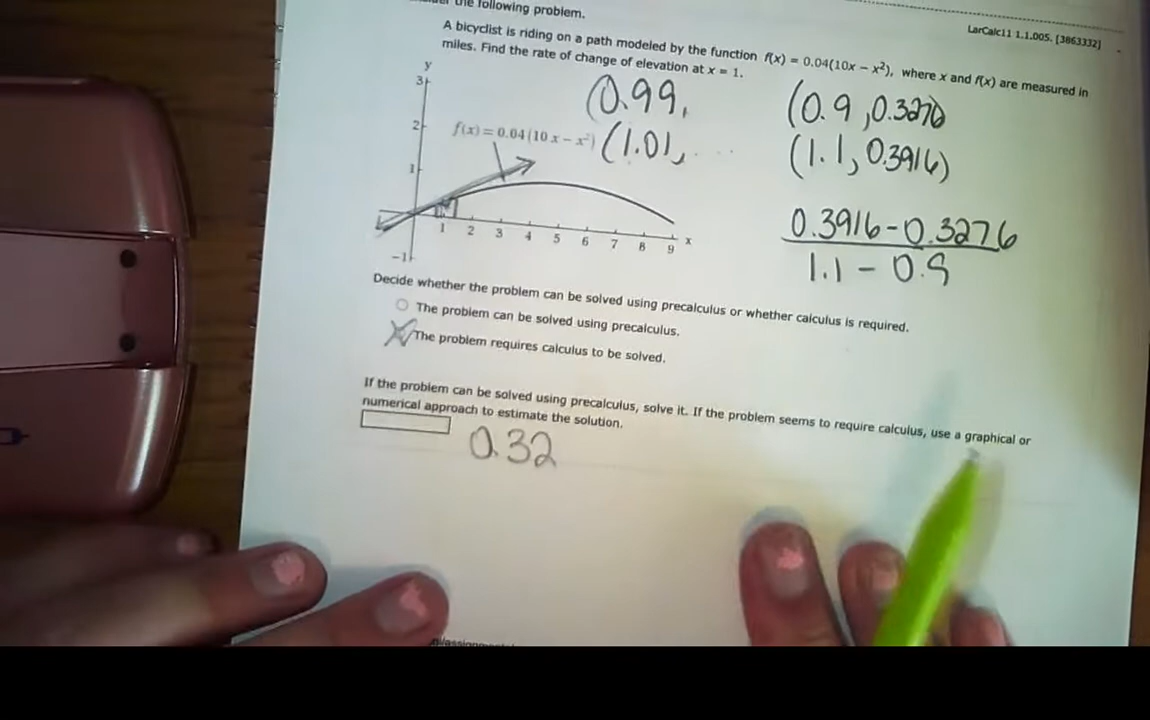 the following problem.
LarCalc11 1.1.005. [3863332]
A bicyclist is riding on a path modeled by the function f(x) = 0.04(10x − x²), where x and f(x) are measured in
miles. Find the rate of change of elevation at x = 1.
y
3
2
1
-1
f(x) = 0.04(10 x − x²)
1 2 3 4 5 6 7 8 9 x
(0.99,
(1.01,
(0.9, 0.3276)
(1.1, 0.3916)
0.3916 - 0.3276
1.1 - 0.9
Decide whether the problem can be solved using precalculus or whether calculus is required.
The problem can be solved using precalculus.
The problem requires calculus to be solved.
If the problem can be solved using precalculus, solve it. If the problem seems to require calculus, use a graphical or
numerical approach to estimate the solution.
0.32